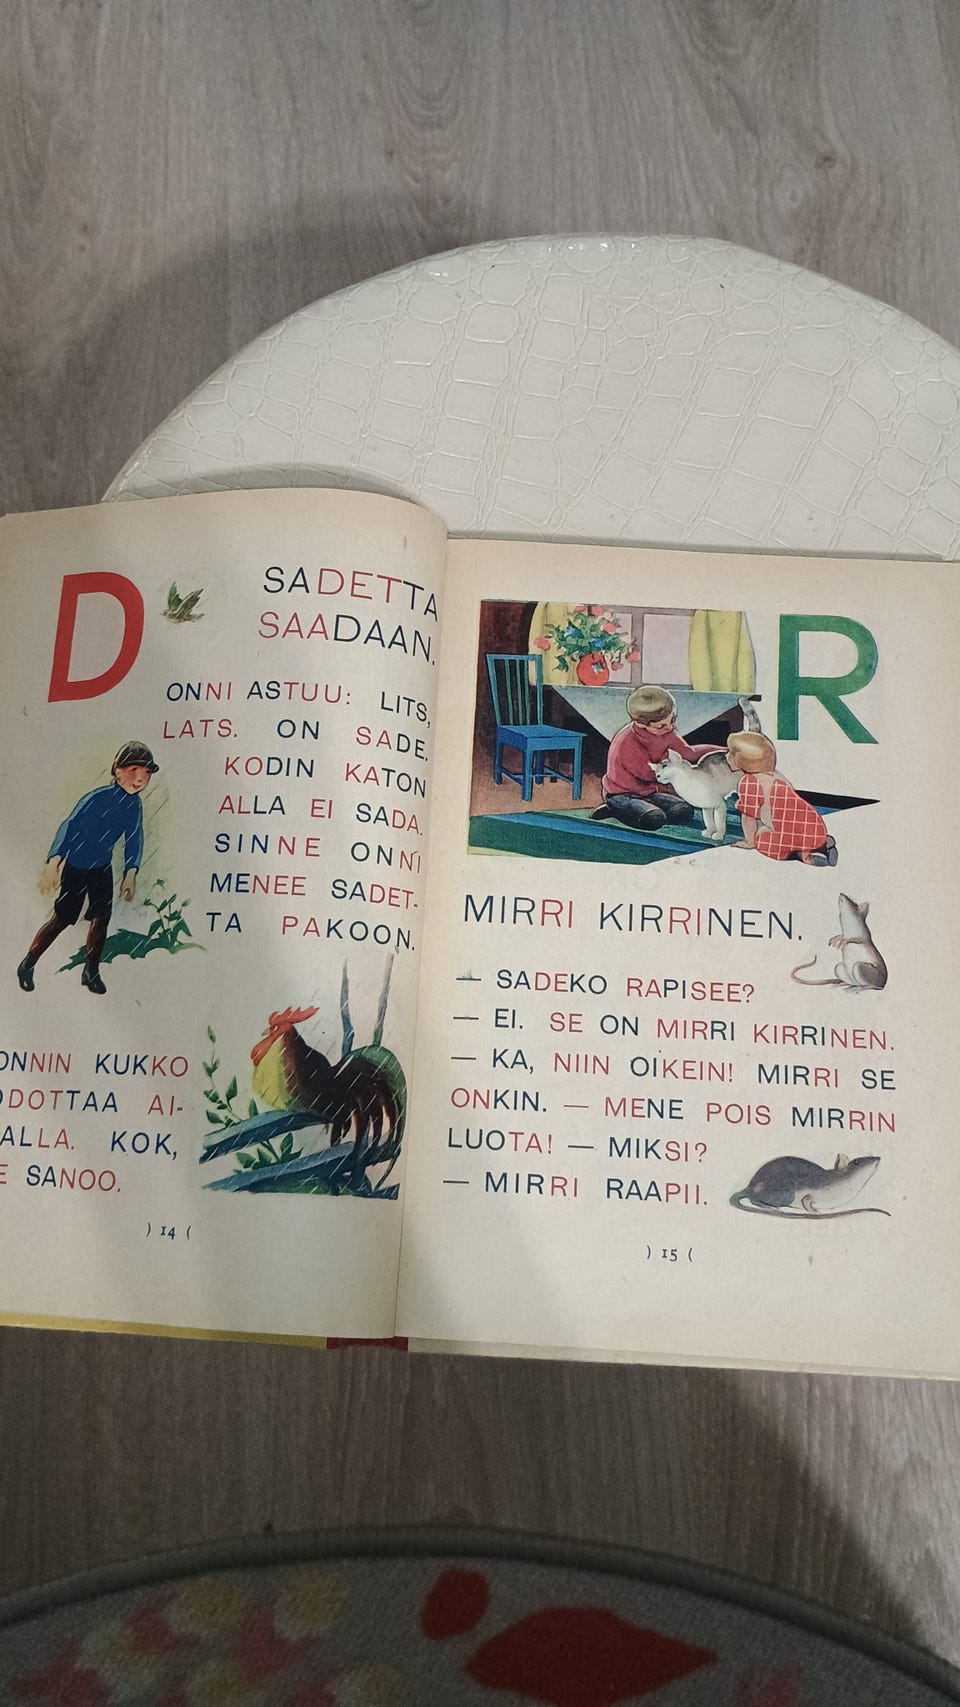 D
SADETTA
SAADAAN.
ONNI ASTUU: LITS,
LATS. ON SADE.
KODIN KATON
ALLA EI SADA.
SINNE ONNI
MENEE SADET-
TA PAKOON.
ONNIN KUKKO
ODOTTAA AI-
ALLA. KOK,
E SANOO.
) 14 (
R
MIRRI KIRRINEN.
— SADEKO RAPISEE?
— EI. SE ON MIRRI KIRRINEN.
— KA, NIIN OIKEIN! MIRRI SE
ONKIN. — MENE POIS MIRRIN
LUOTA! — MIKSI?
— MIRRI RAAPII.
) 15 (